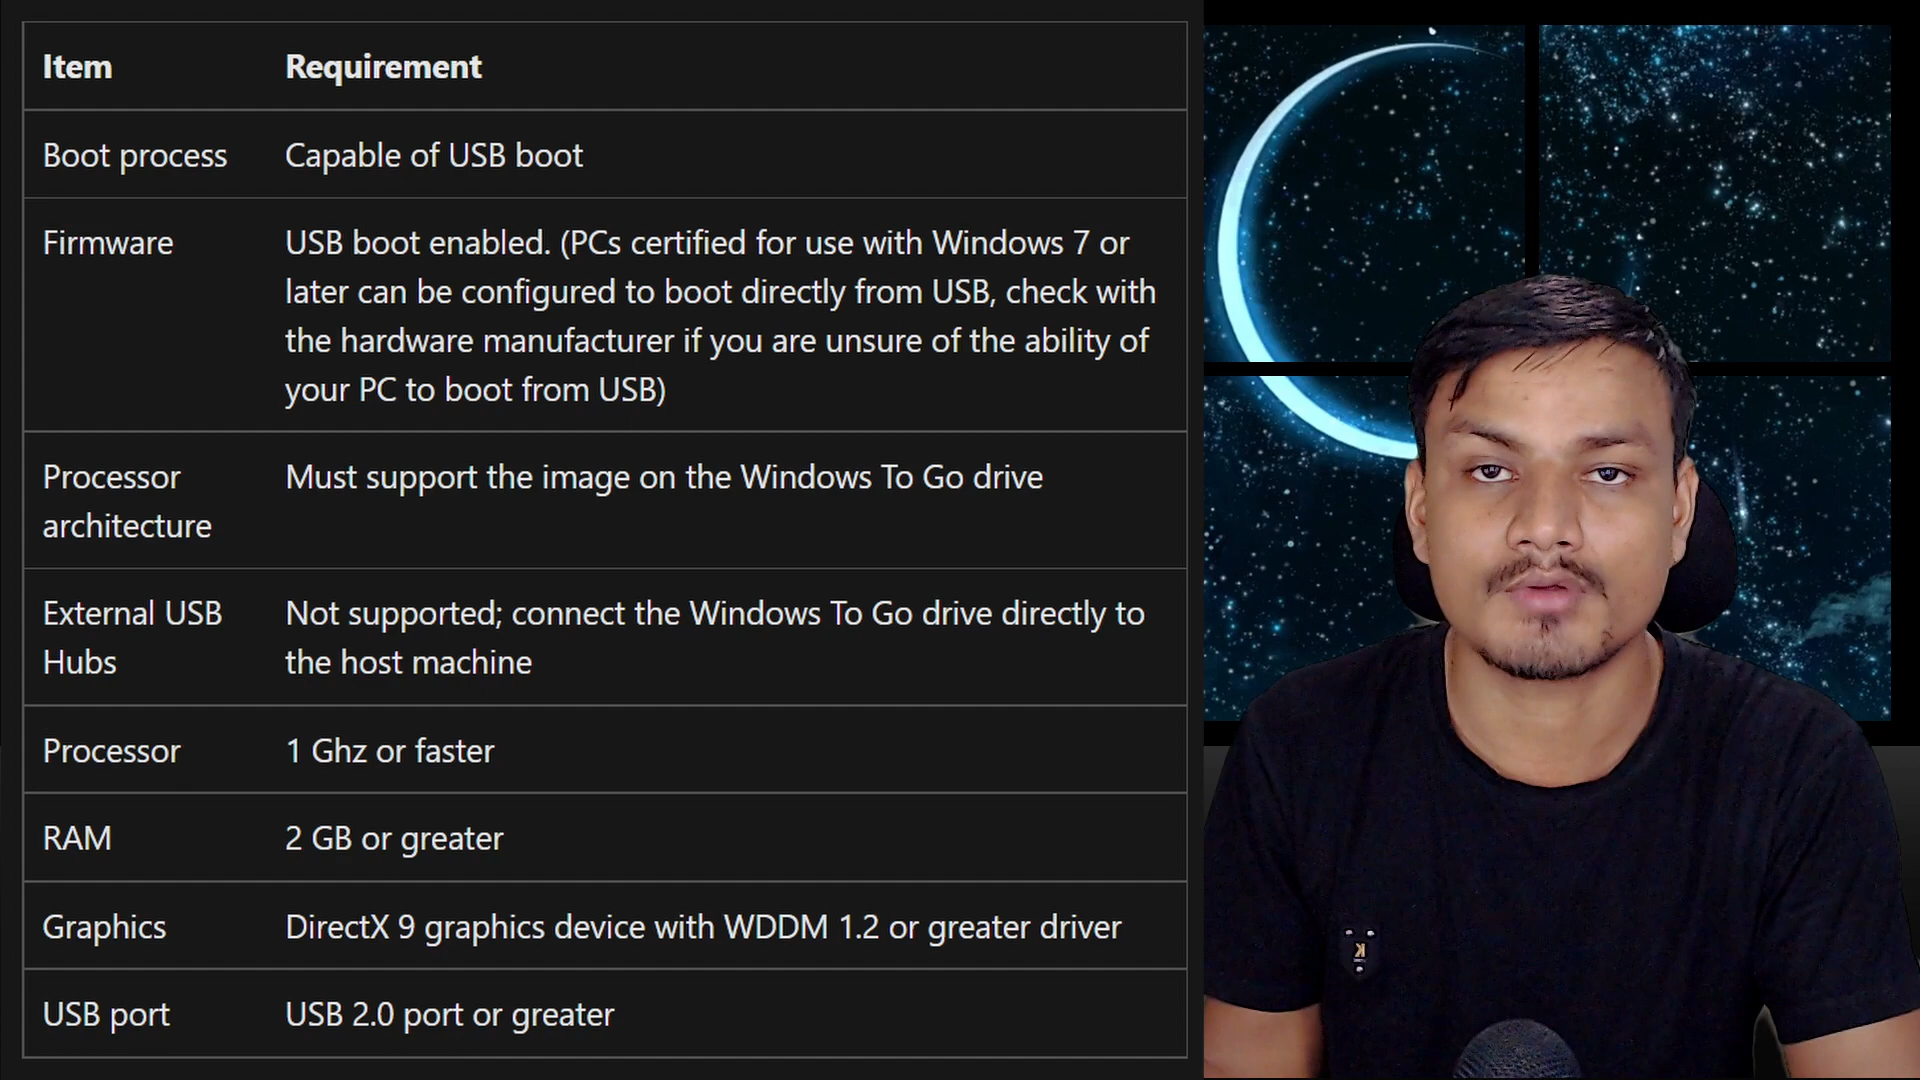 Item Requirement
Boot process Capable of USB boot
Firmware USB boot enabled. (PCs certified for use with Windows 7 or
later can be configured to boot directly from USB, check with
the hardware manufacturer if you are unsure of the ability of
your PC to boot from USB)
Processor Must support the image on the Windows To Go drive
architecture
External USB Not supported; connect the Windows To Go drive directly to
Hubs the host machine
Processor 1 Ghz or faster
RAM 2 GB or greater
Graphics DirectX 9 graphics device with WDDM 1.2 or greater driver
USB port USB 2.0 port or greater